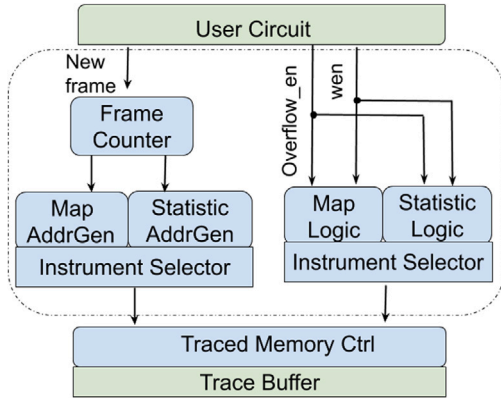 User Circuit
New
frame
Overflow_en
wen
Frame
Counter
Map
AddrGen
Statistic
AddrGen
Map
Logic
Statistic
Logic
Instrument Selector
Instrument Selector
Traced Memory Ctrl
Trace Buffer